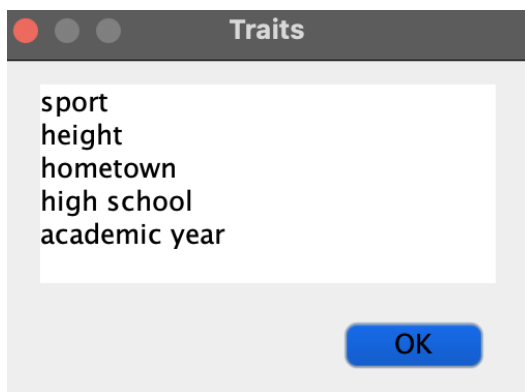 Traits
sport
height
hometown
high school
academic year
OK